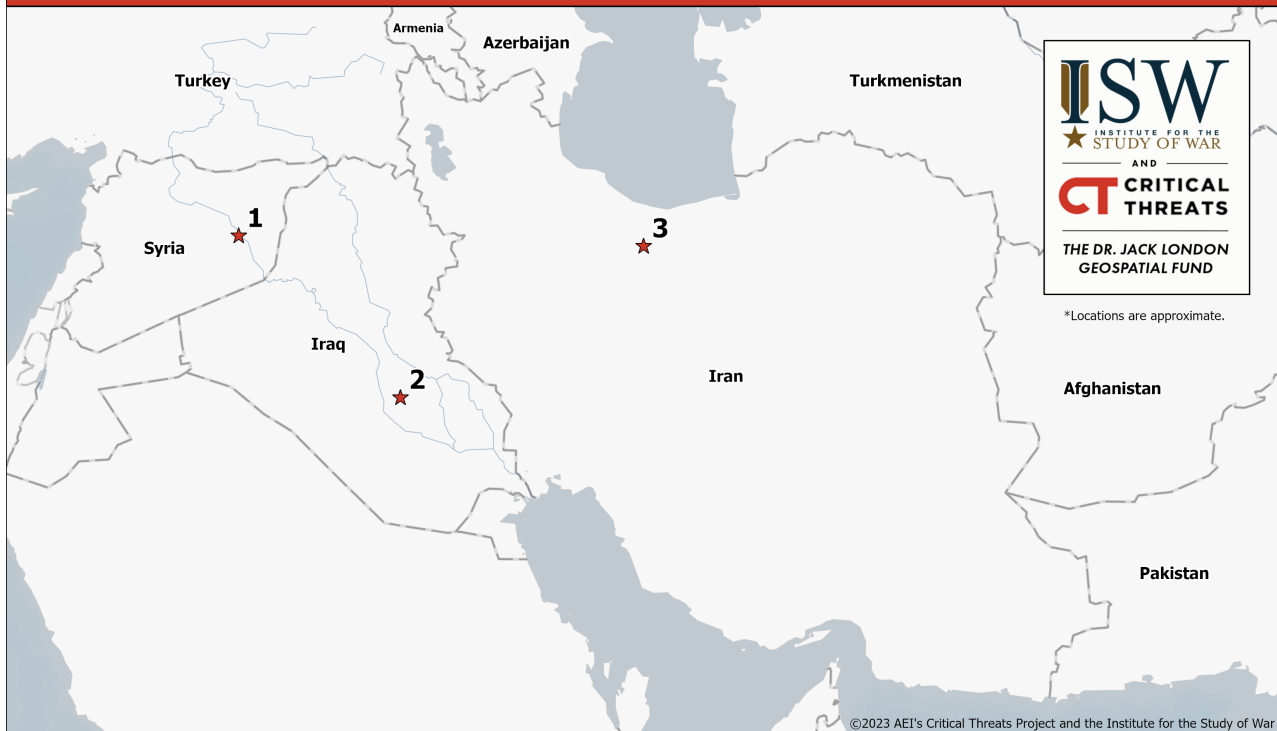 Armenia
Azerbaijan
Turkey
Turkmenistan
ISW
INSTITUTE FOR THE
STUDY OF WAR
AND
CT CRITICAL
THREATS
THE DR. JACK LONDON
GEOSPATIAL FUND
*Locations are approximate.
1
Syria
3
Iraq
2
Iran
Afghanistan
Pakistan
©2023 AEI's Critical Threats Project and the Institute for the Study of War